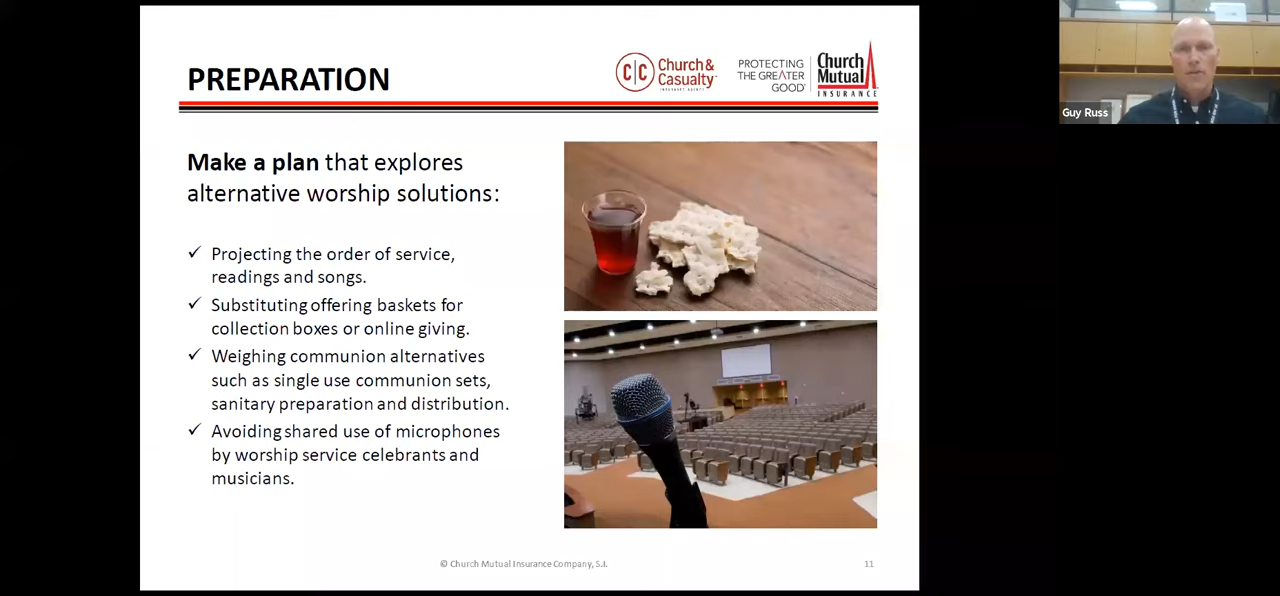 PREPARATION
C|C Church & Casualty
PROTECTING THE GREATER GOOD
Church Mutual
INSURANCE
Guy Russ
Make a plan that explores
alternative worship solutions:
✓ Projecting the order of service,
readings and songs.
✓ Substituting offering baskets for
collection boxes or online giving.
✓ Weighing communion alternatives
such as single use communion sets,
sanitary preparation and distribution.
✓ Avoiding shared use of microphones
by worship service celebrants and
musicians.
© Church Mutual Insurance Company, S.I.
11